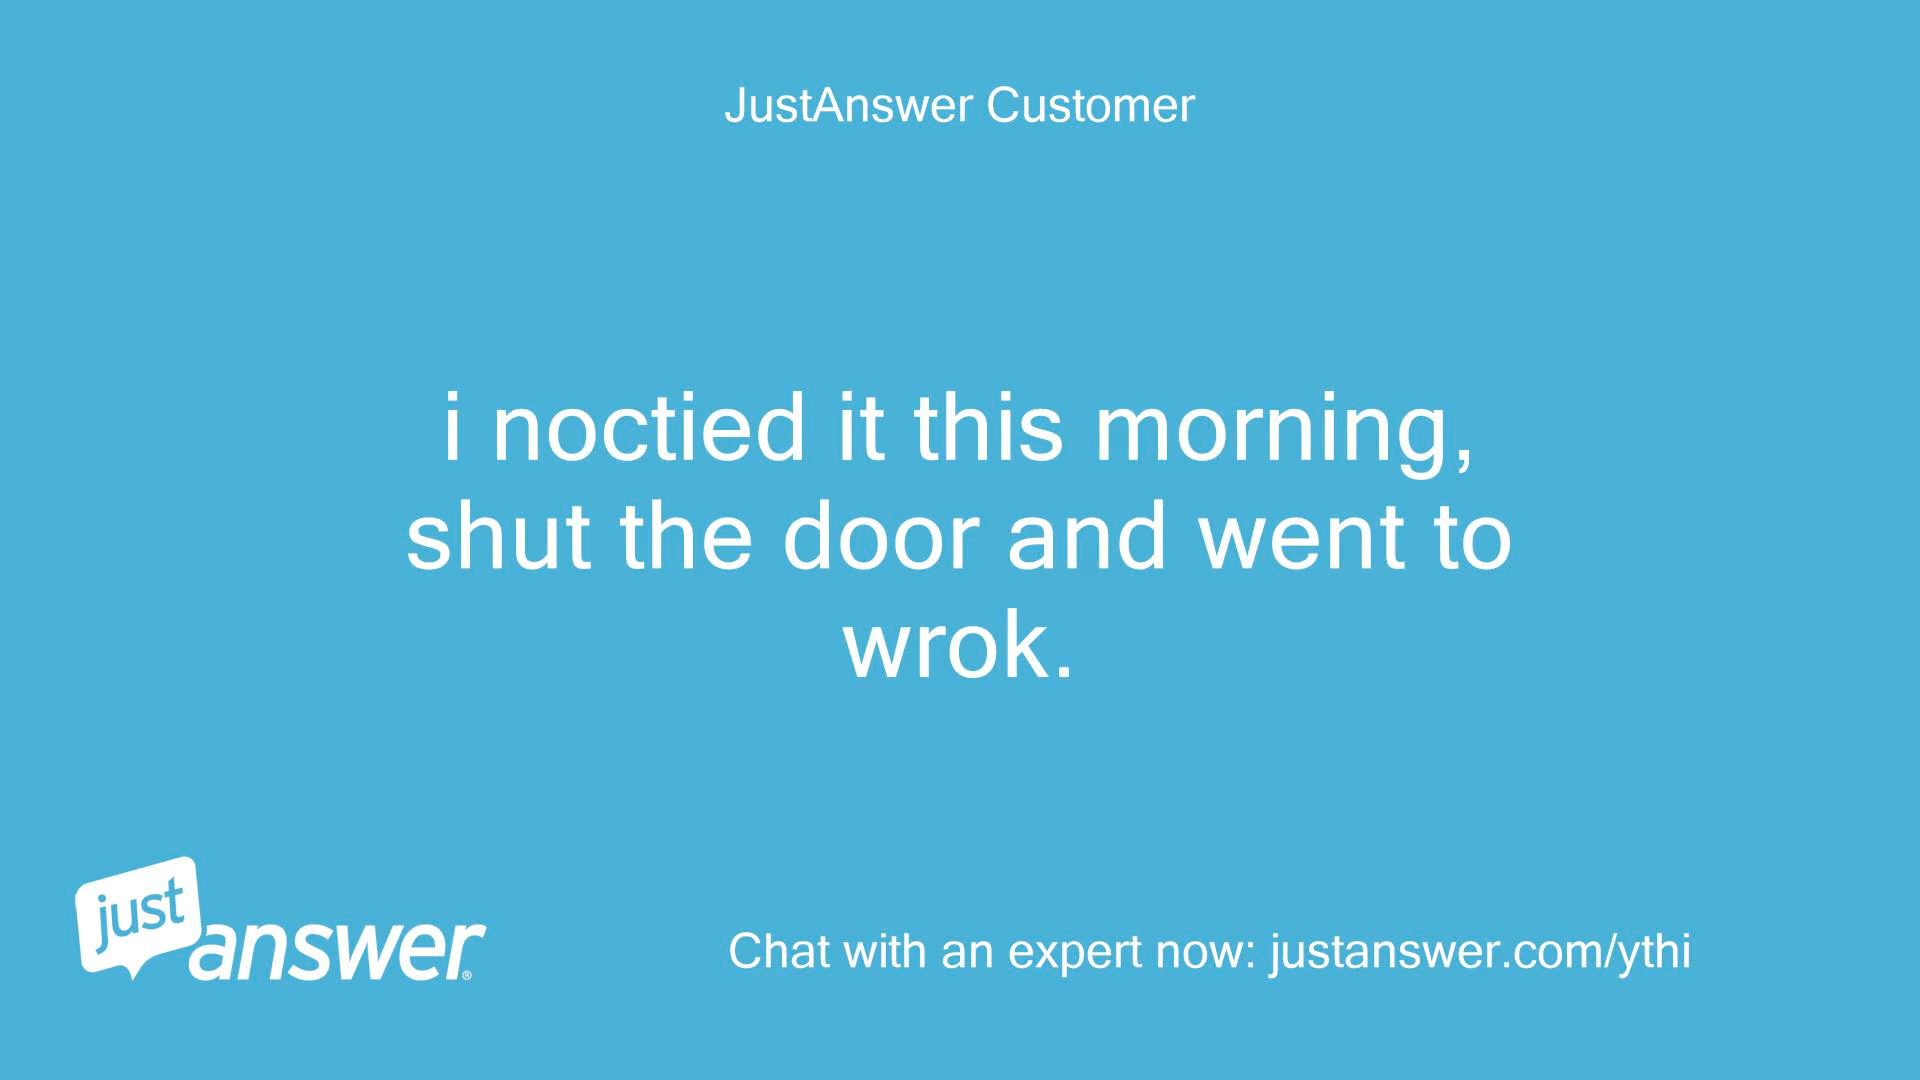 JustAnswer Customer
i noctied it this morning,
shut the door and went to
wrok.
just
answer®
Chat with an expert now: justanswer.com/ythi